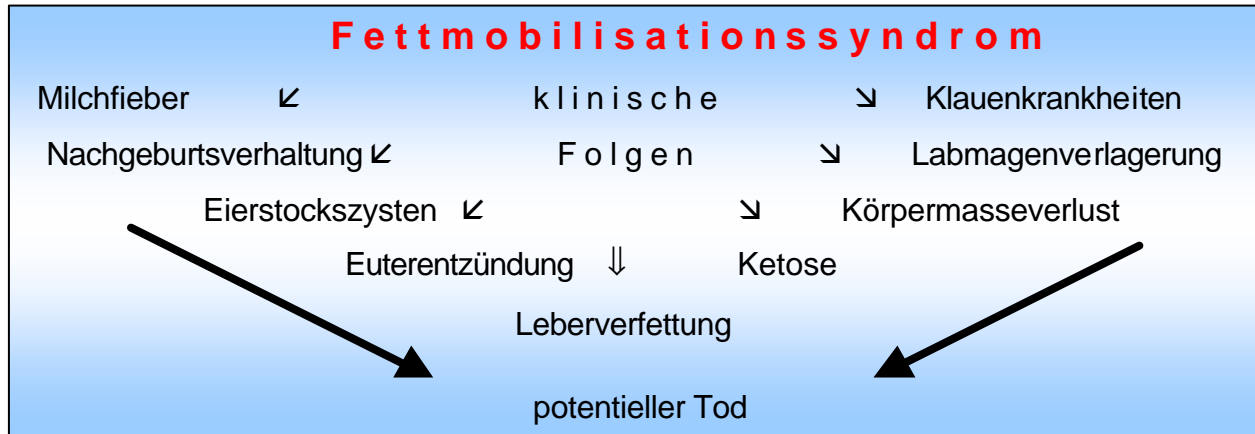 Fettmobilisationssyndrom
Milchfieber ↙ klinische ↘ Klauenkrankheiten
Nachgeburtsverhaltung ↙ Folgen ↘ Labmagenverlagerung
Eierstockszysten ↙ ↘ Körpermasseverlust
Euterentzündung ⇓ Ketose
Leberverfettung
potentieller Tod